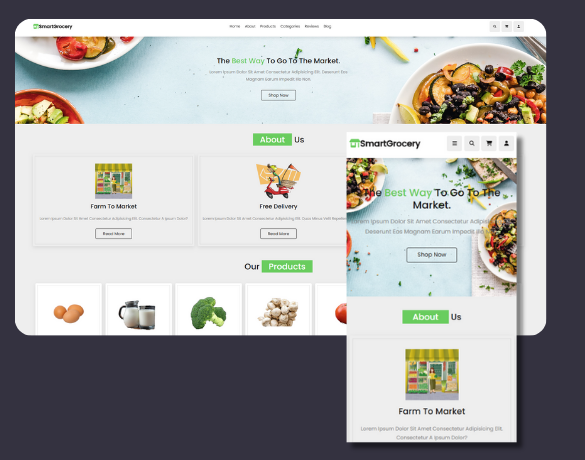 SmartGrocery
Home About Products Categories Reviews Blog
The Best Way To Go To The Market.
Lorem Ipsum Dolor Sit Amet Consectetur Adipisicing Elit. Deserunt Eos
Magnam Earum Impedit Illo Nam
Shop Now
About Us
Farm To Market
Lorem Ipsum Dolor Sit Amet Consectetur Adipisicing Elit. Consectetur A Ipsum Dolor?
Read More
Free Delivery
Lorem Ipsum Dolor Sit Amet Consectetur Adipisicing Elit.
Read More
Our Products
SmartGrocery
The Best Way To Go To The
Market.
Lorem Ipsum Dolor Sit Amet Consectetur Adipisicing
Deserunt Eos Magnam Earum Impedit
Shop Now
About Us
Farm To Market
Lorem Ipsum Dolor Sit Amet Consectetur Adipisicing Elit.
Consectetur A Ipsum Dolor?